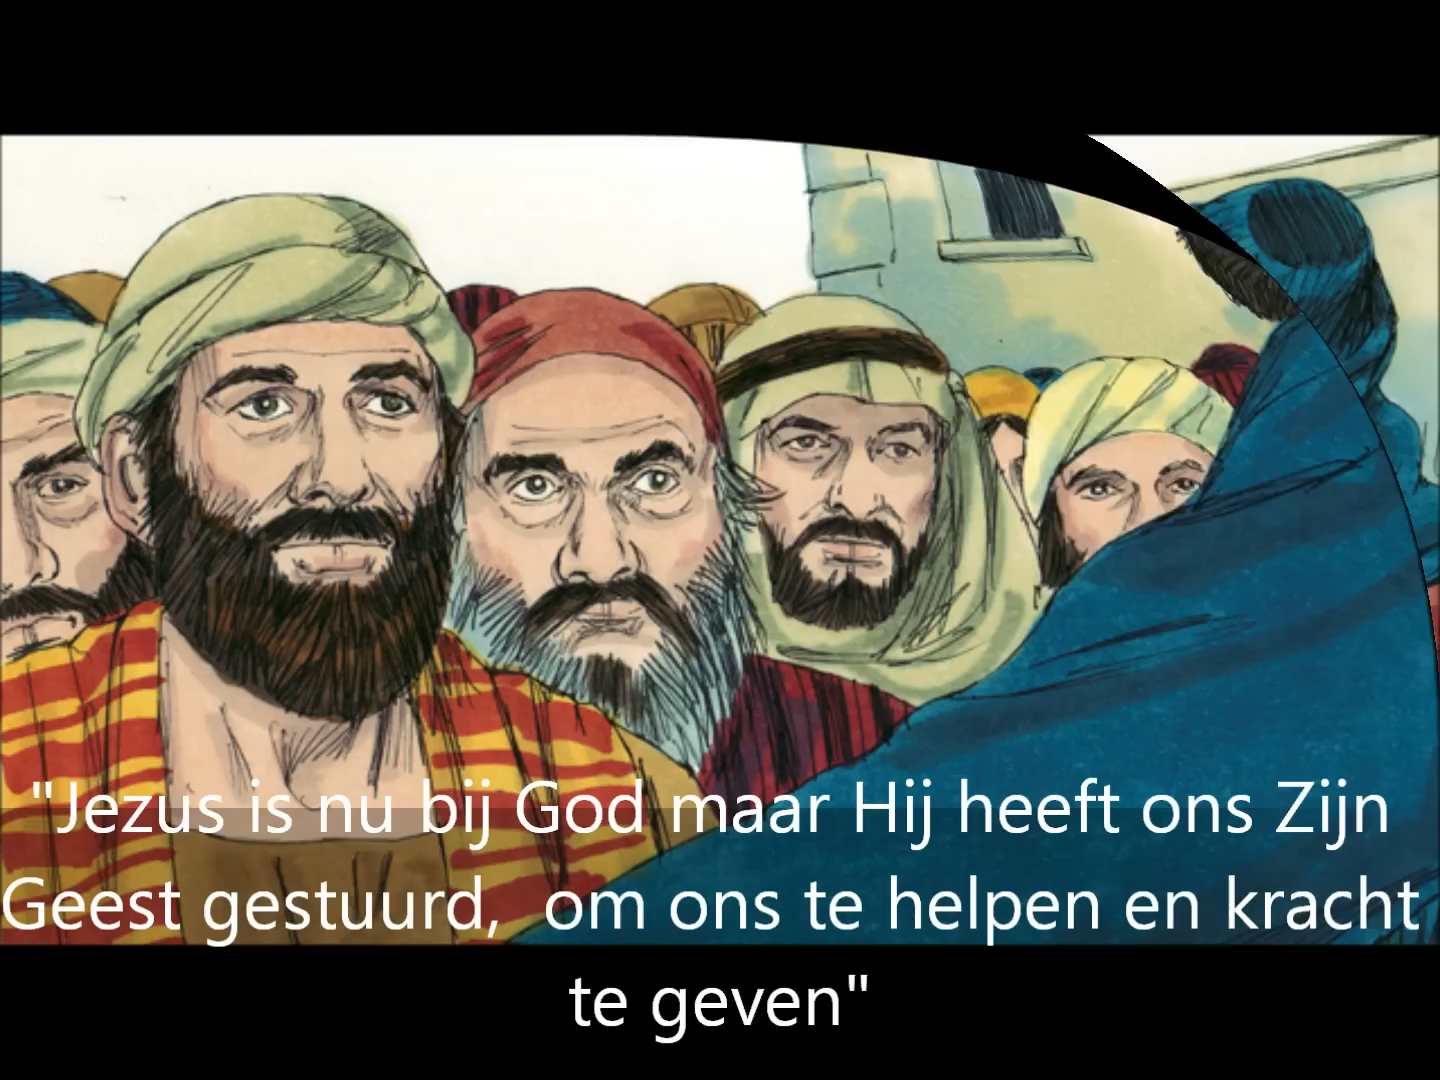 "Jezus is nu bij God maar Hij heeft ons Zijn
Geest gestuurd,  om ons te helpen en kracht
te geven"